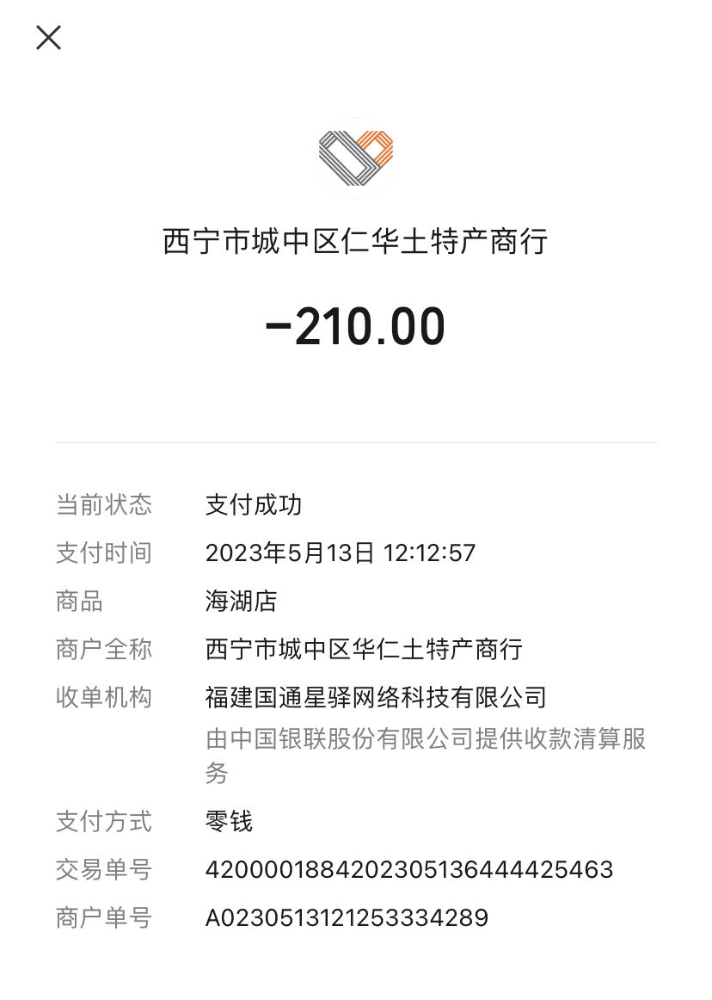 西宁市城中区仁华土特产商行
-210.00
当前状态 支付成功
支付时间 2023年5月13日 12:12:57
商品 海湖店
商户全称 西宁市城中区华仁土特产商行
收单机构 福建国通星驿网络科技有限公司
由中国银联股份有限公司提供收款清算服
务
支付方式 零钱
交易单号 4200001884202305136444425463
商户单号 A0230513121253334289